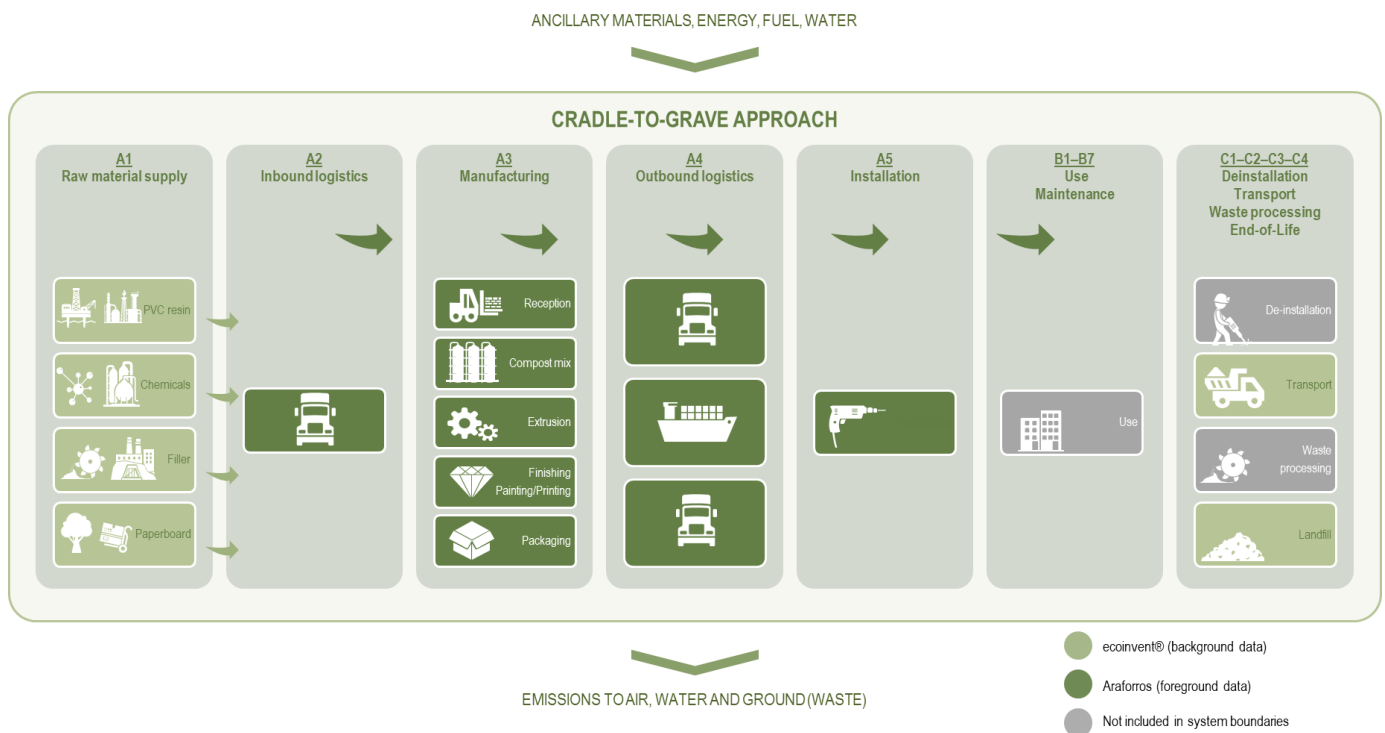 ANCILLARY MATERIALS, ENERGY, FUEL, WATER
CRADLE-TO-GRAVE APPROACH
A1
Raw material supply
PVC resin
Chemicals
Filler
Paperboard
A2
Inbound logistics
A3
Manufacturing
Reception
Compost mix
Extrusion
Finishing
Painting/Printing
Packaging
A4
Outbound logistics
A5
Installation
B1–B7
Use
Maintenance
Use
C1–C2–C3–C4
Deinstallation
Transport
Waste processing
End-of-Life
De-installation
Transport
Waste
processing
Landfill
EMISSIONS TO AIR, WATER AND GROUND (WASTE)
ecoinvent® (background data)
Araforros (foreground data)
Not included in system boundaries